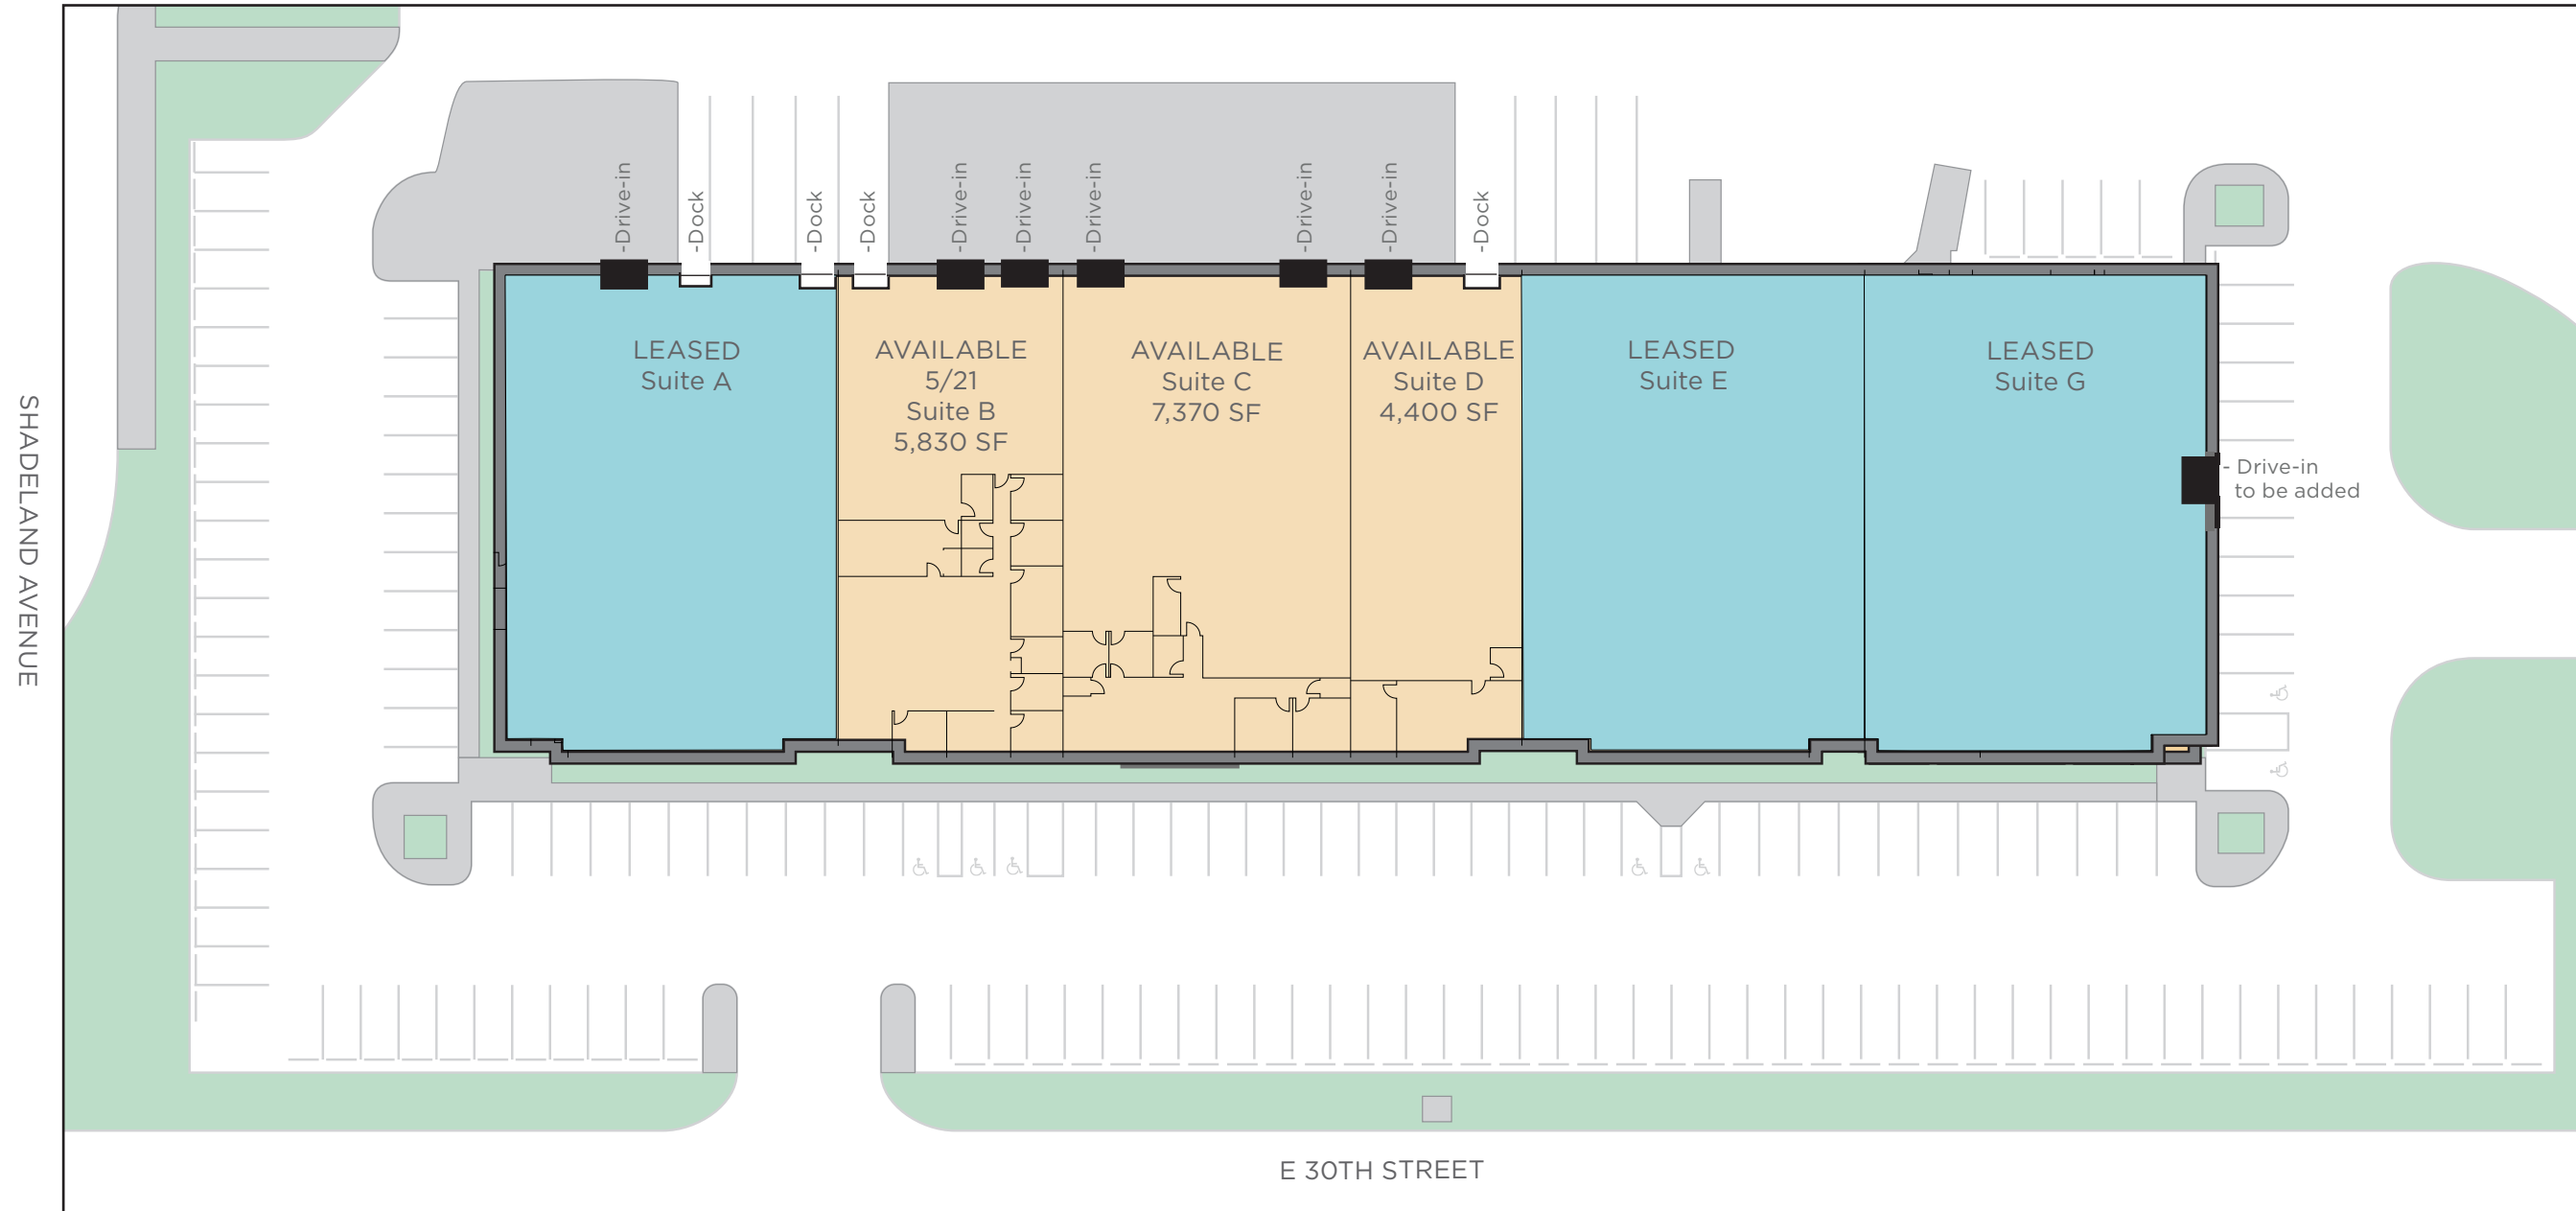 -Drive-in
-Dock
-Dock
-Dock
-Drive-in
-Drive-in
-Drive-in
-Drive-in
-Drive-in
-Dock
LEASED
Suite A
AVAILABLE
5/21
Suite B
5,830 SF
AVAILABLE
Suite C
7,370 SF
AVAILABLE
Suite D
4,400 SF
LEASED
Suite E
LEASED
Suite G
- Drive-in
to be added
SHADELAND AVENUE
E 30TH STREET